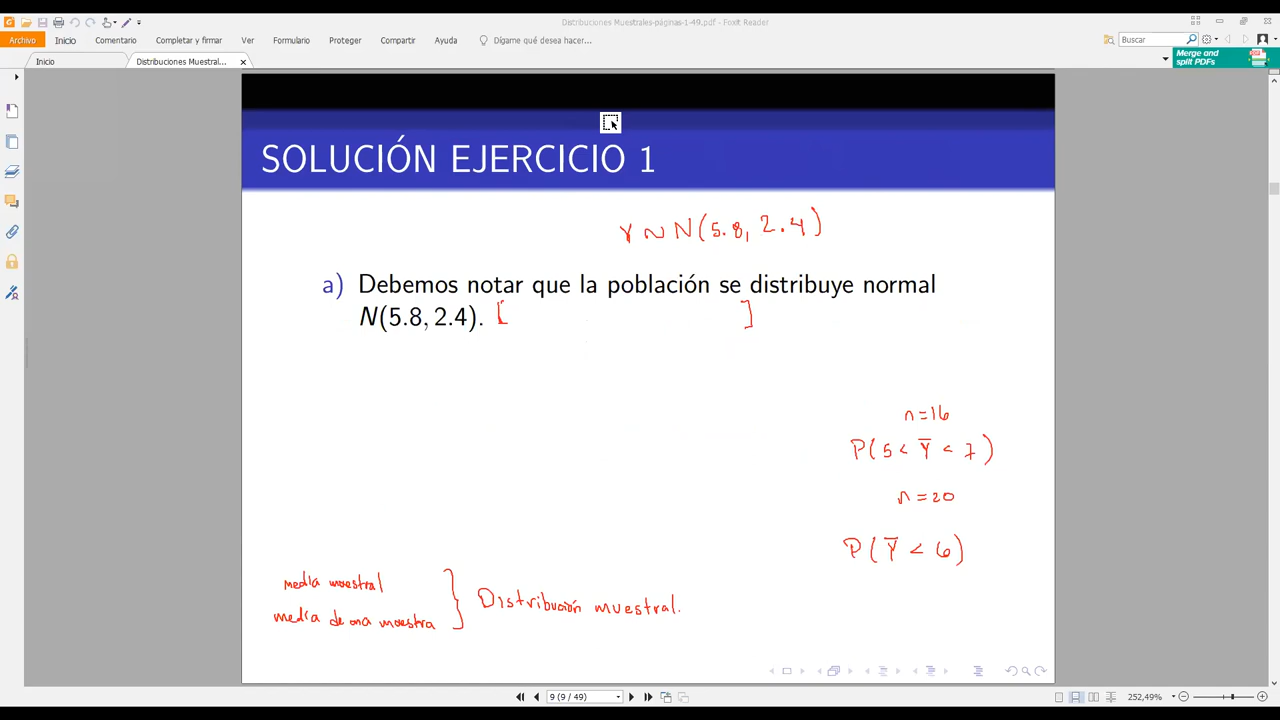 Distribuciones Muestrales-páginas-1-49.pdf - Foxit Reader
Archivo Inicio Comentario Completar y firmar Ver Formulario Proteger Compartir Ayuda Dígame qué desea hacer... Buscar
Inicio Distribuciones Muestral... Merge and split PDFs
SOLUCIÓN EJERCICIO 1
Y ~ N(5.8, 2.4)
a) Debemos notar que la población se distribuye normal
N(5.8, 2.4). [ ]
n=16
P(5 < Y̅ < 7)
n=20
P(Y̅ < 6)
media muestral
media de una muestra } Distribución muestral.
9 (9 / 49) 252,49%